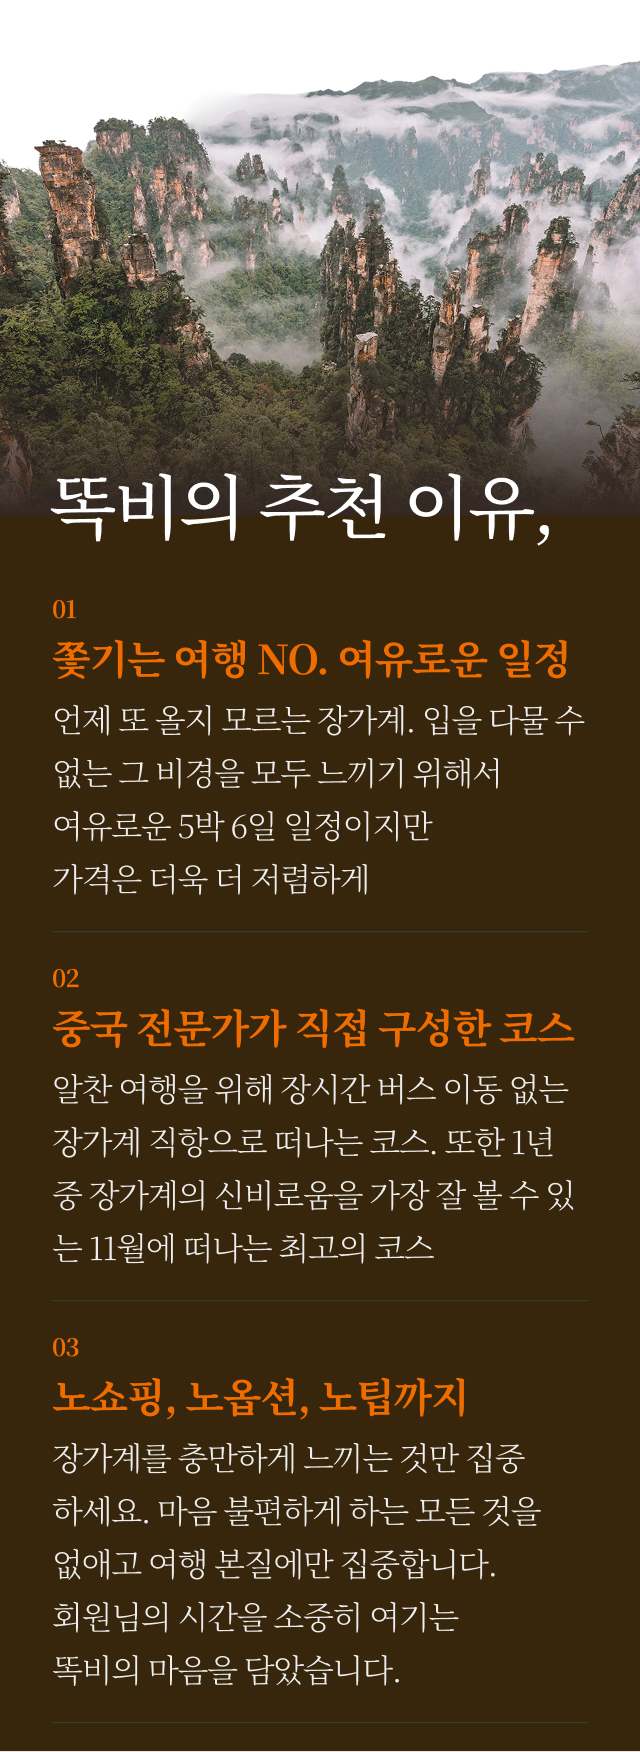 똑비의 추천 이유,
01
쫓기는 여행 NO. 여유로운 일정
언제 또 올지 모르는 장가계. 입을 다물 수
없는 그 비경을 모두 느끼기 위해서
여유로운 5박 6일 일정이지만
가격은 더욱 더 저렴하게
02
중국 전문가가 직접 구성한 코스
알찬 여행을 위해 장시간 버스 이동 없는
장가계 직항으로 떠나는 코스. 또한 1년
중 장가계의 신비로움을 가장 잘 볼 수 있
는 11월에 떠나는 최고의 코스
03
노쇼핑, 노옵션, 노팁까지
장가계를 충만하게 느끼는 것만 집중
하세요. 마음 불편하게 하는 모든 것을
없애고 여행 본질에만 집중합니다.
회원님의 시간을 소중히 여기는
똑비의 마음을 담았습니다.